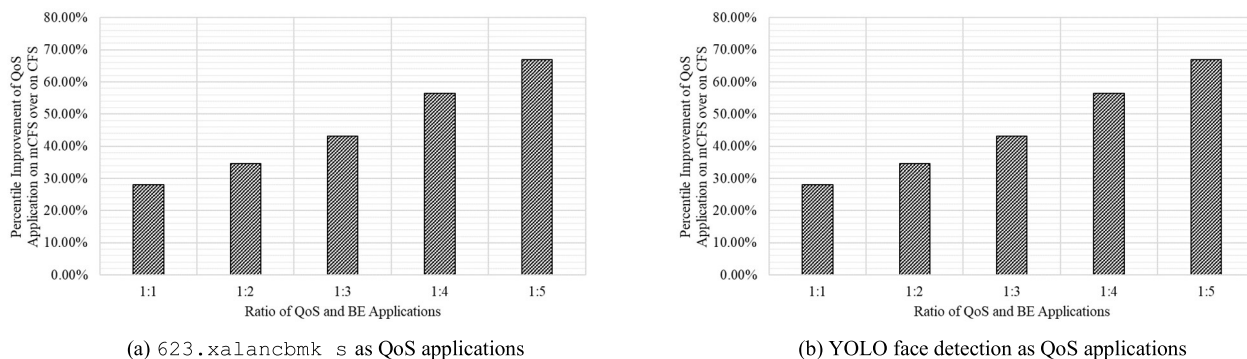 80.00%
70.00%
60.00%
50.00%
40.00%
30.00%
20.00%
10.00%
0.00%
Percentile Improvement of QoS
Application on mCFS over on CFS
1:1 1:2 1:3 1:4 1:5
Ratio of QoS and BE Applications
(a) 623.xalancbmk s as QoS applications
80.00%
70.00%
60.00%
50.00%
40.00%
30.00%
20.00%
10.00%
0.00%
Percentile Improvement of QoS
Application on mCFS over on CFS
1:1 1:2 1:3 1:4 1:5
Ratio of QoS and BE Applications
(b) YOLO face detection as QoS applications